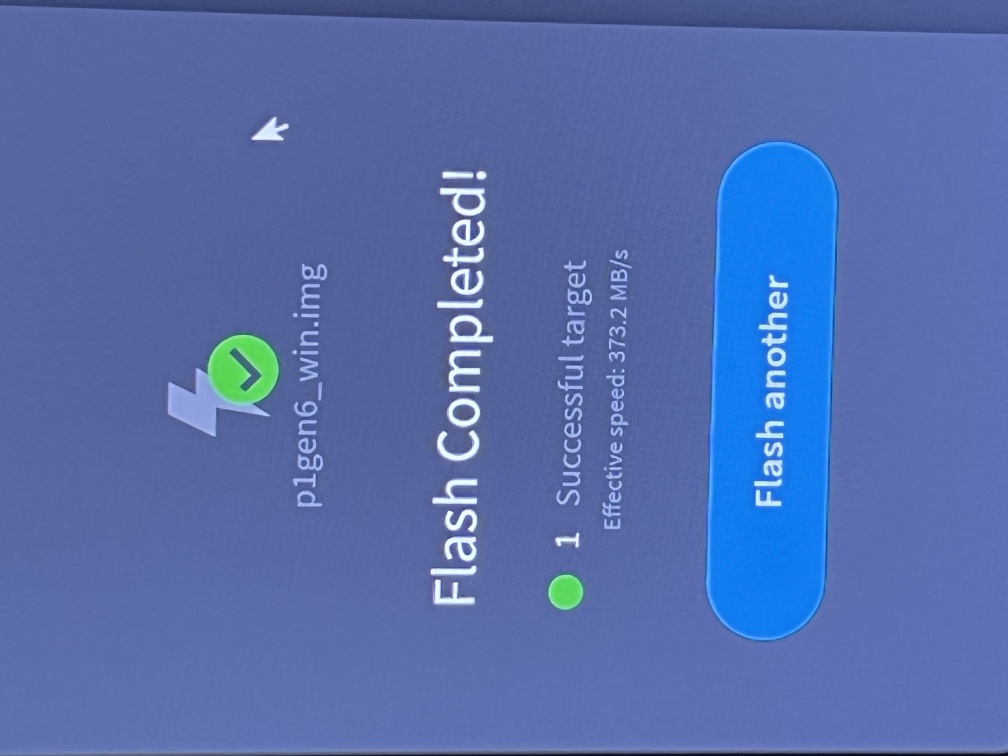 p1gen6_win.img
Flash Completed!
1 Successful target
Effective speed: 373.2 MB/s
Flash another